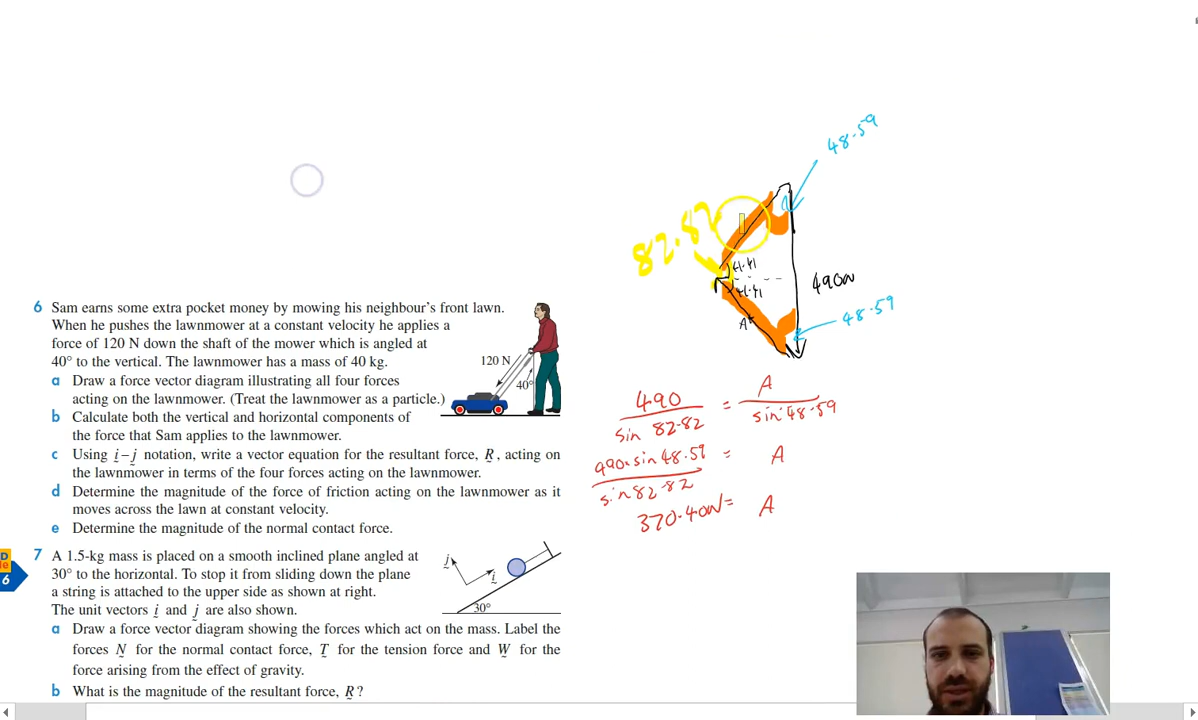 6 Sam earns some extra pocket money by mowing his neighbour's front lawn.
When he pushes the lawnmower at a constant velocity he applies a
force of 120 N down the shaft of the mower which is angled at
40° to the vertical. The lawnmower has a mass of 40 kg.
a Draw a force vector diagram illustrating all four forces
acting on the lawnmower. (Treat the lawnmower as a particle.)
b Calculate both the vertical and horizontal components of
the force that Sam applies to the lawnmower.
c Using i–j notation, write a vector equation for the resultant force, R, acting on
the lawnmower in terms of the four forces acting on the lawnmower.
d Determine the magnitude of the force of friction acting on the lawnmower as it
moves across the lawn at constant velocity.
e Determine the magnitude of the normal contact force.
120 N
40°
7 A 1.5-kg mass is placed on a smooth inclined plane angled at
30° to the horizontal. To stop it from sliding down the plane
a string is attached to the upper side as shown at right.
The unit vectors i and j are also shown.
a Draw a force vector diagram showing the forces which act on the mass. Label the
forces N for the normal contact force, T for the tension force and W for the
force arising from the effect of gravity.
b What is the magnitude of the resultant force, R?
j
i
30°
D
le
6
48.59
82.82
41.41
41.41
490N
A
48.59
490 / sin 82.82 = A / sin 48.59
490 x sin 48.59 / sin 82.82 = A
370.40N = A